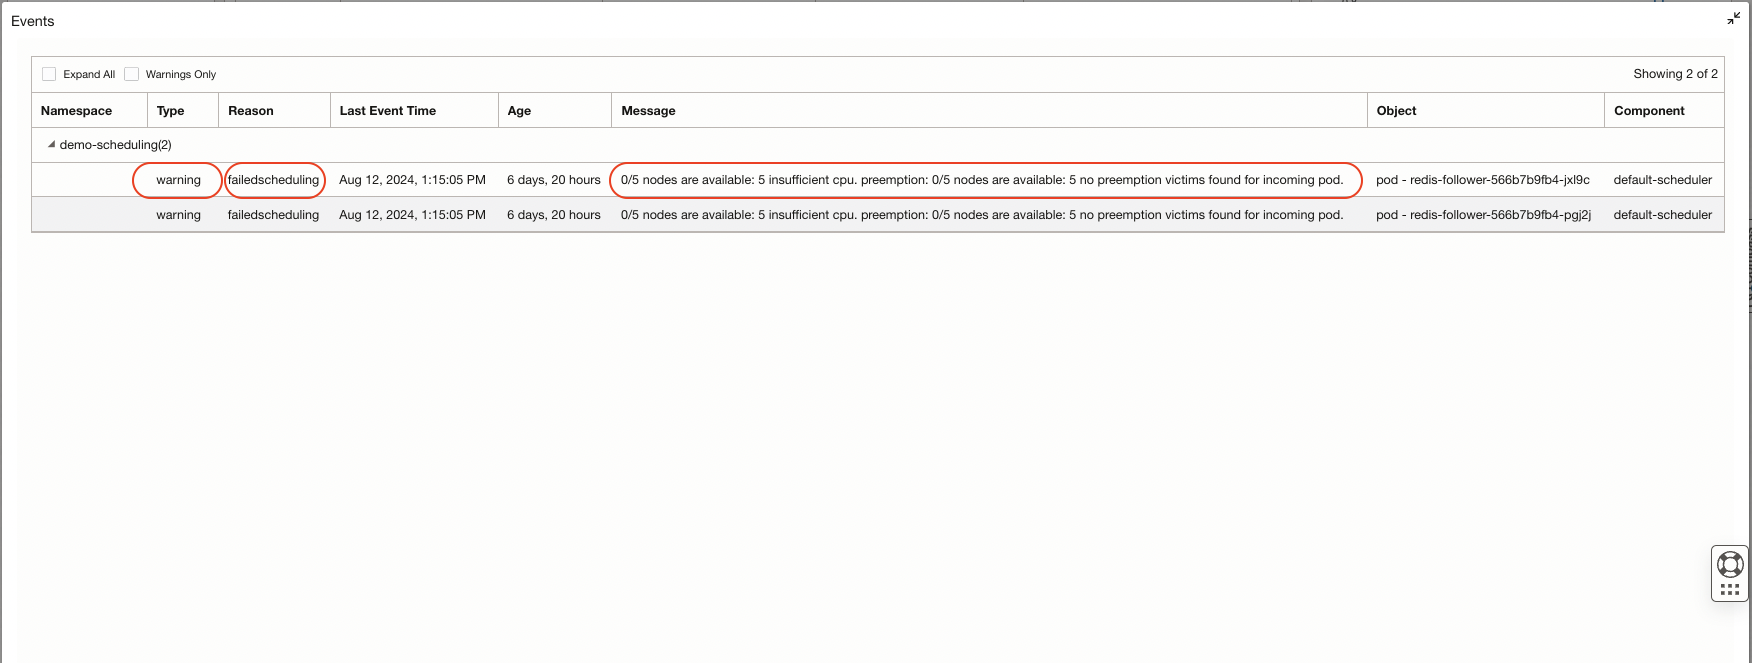 Events
Expand All Warnings Only Showing 2 of 2
Namespace Type Reason Last Event Time Age Message Object Component
demo-scheduling(2)
warning failedscheduling Aug 12, 2024, 1:15:05 PM 6 days, 20 hours 0/5 nodes are available: 5 insufficient cpu. preemption: 0/5 nodes are available: 5 no preemption victims found for incoming pod. pod - redis-follower-566b7b9fb4-jxl9c default-scheduler
warning failedscheduling Aug 12, 2024, 1:15:05 PM 6 days, 20 hours 0/5 nodes are available: 5 insufficient cpu. preemption: 0/5 nodes are available: 5 no preemption victims found for incoming pod. pod - redis-follower-566b7b9fb4-pgj2j default-scheduler